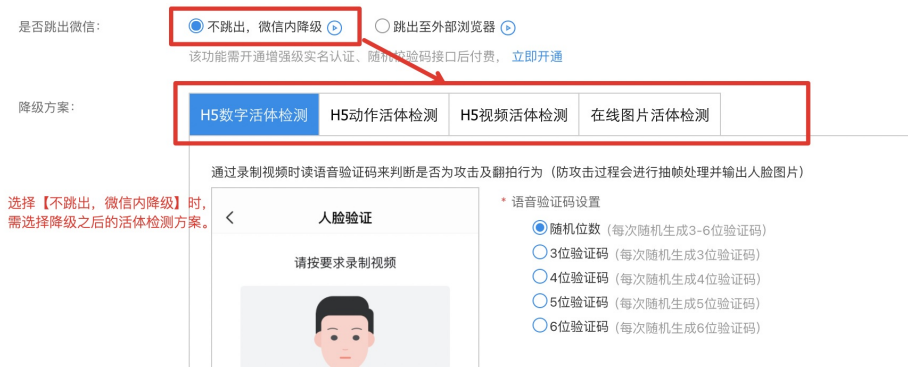 是否跳出微信：
不跳出，微信内降级
跳出至外部浏览器
该功能需开通增强级实名认证、随机校验码接口后付费， 立即开通
降级方案：
H5数字活体检测
H5动作活体检测
H5视频活体检测
在线图片活体检测
通过录制视频时读语音验证码来判断是否为攻击及翻拍行为（防攻击过程会进行抽帧处理并输出人脸图片）
选择【不跳出，微信内降级】时，
需选择降级之后的活体检测方案。
人脸验证
请按要求录制视频
* 语音验证码设置
随机位数（每次随机生成3-6位验证码）
3位验证码（每次随机生成3位验证码）
4位验证码（每次随机生成4位验证码）
5位验证码（每次随机生成5位验证码）
6位验证码（每次随机生成6位验证码）